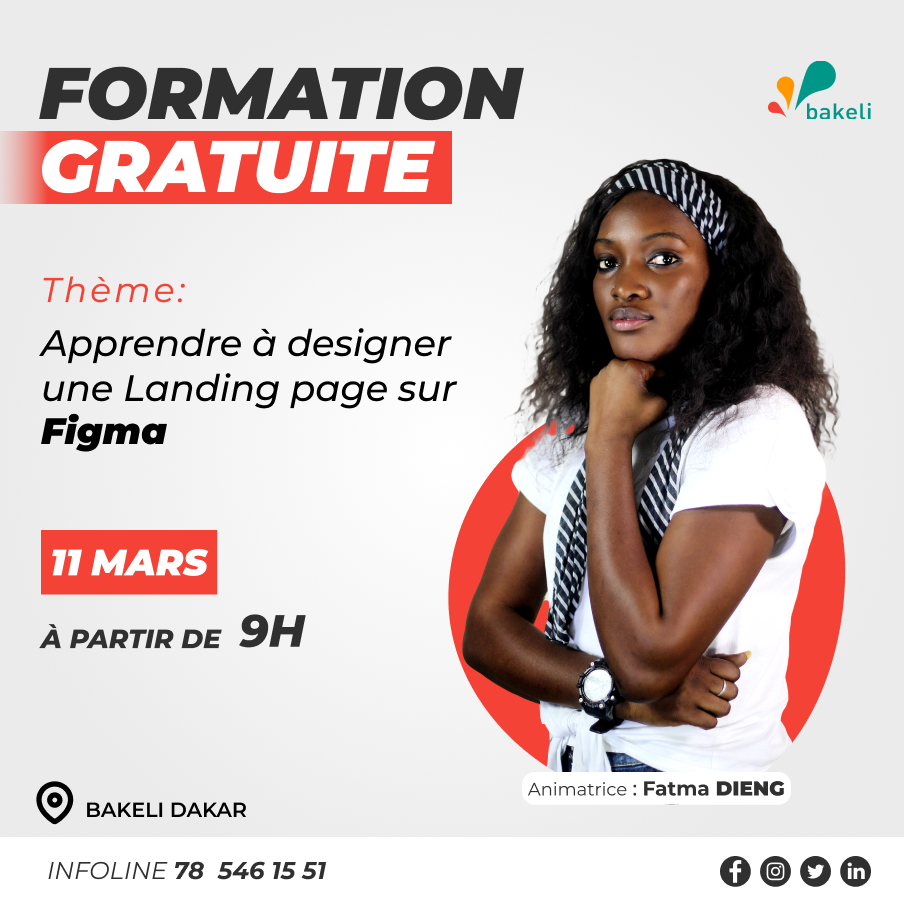 FORMATION
GRATUITE
bakeli
Thème:
Apprendre à designer
une Landing page sur
Figma
11 MARS
À PARTIR DE 9H
Animatrice : Fatma DIENG
BAKELI DAKAR
INFOLINE 78 546 15 51